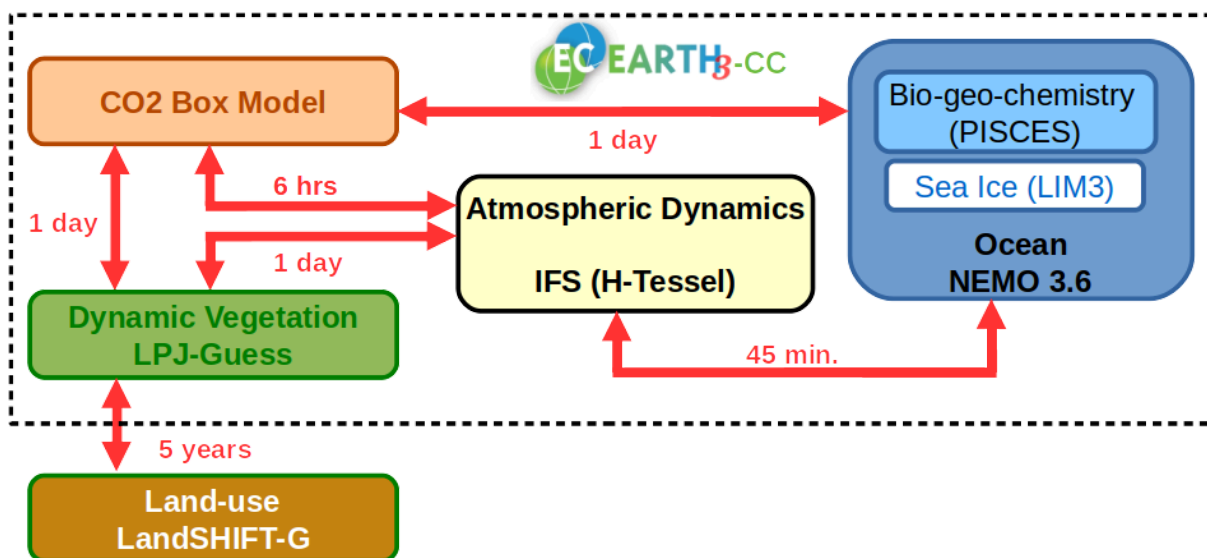 EC EARTH3-CC
CO2 Box Model
Bio-geo-chemistry
(PISCES)
1 day
6 hrs
Sea Ice (LIM3)
Atmospheric Dynamics
1 day
Ocean
NEMO 3.6
1 day
IFS (H-Tessel)
Dynamic Vegetation
LPJ-Guess
45 min.
5 years
Land-use
LandSHIFT-G